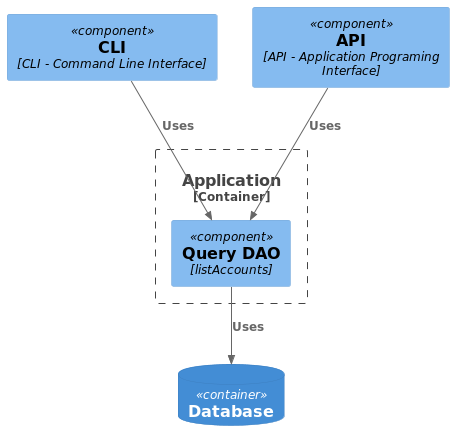 «component»
CLI
[CLI - Command Line Interface]
«component»
API
[API - Application Programing
Interface]
Uses
Uses
Application
[Container]
«component»
Query DAO
[listAccounts]
Uses
«container»
Database